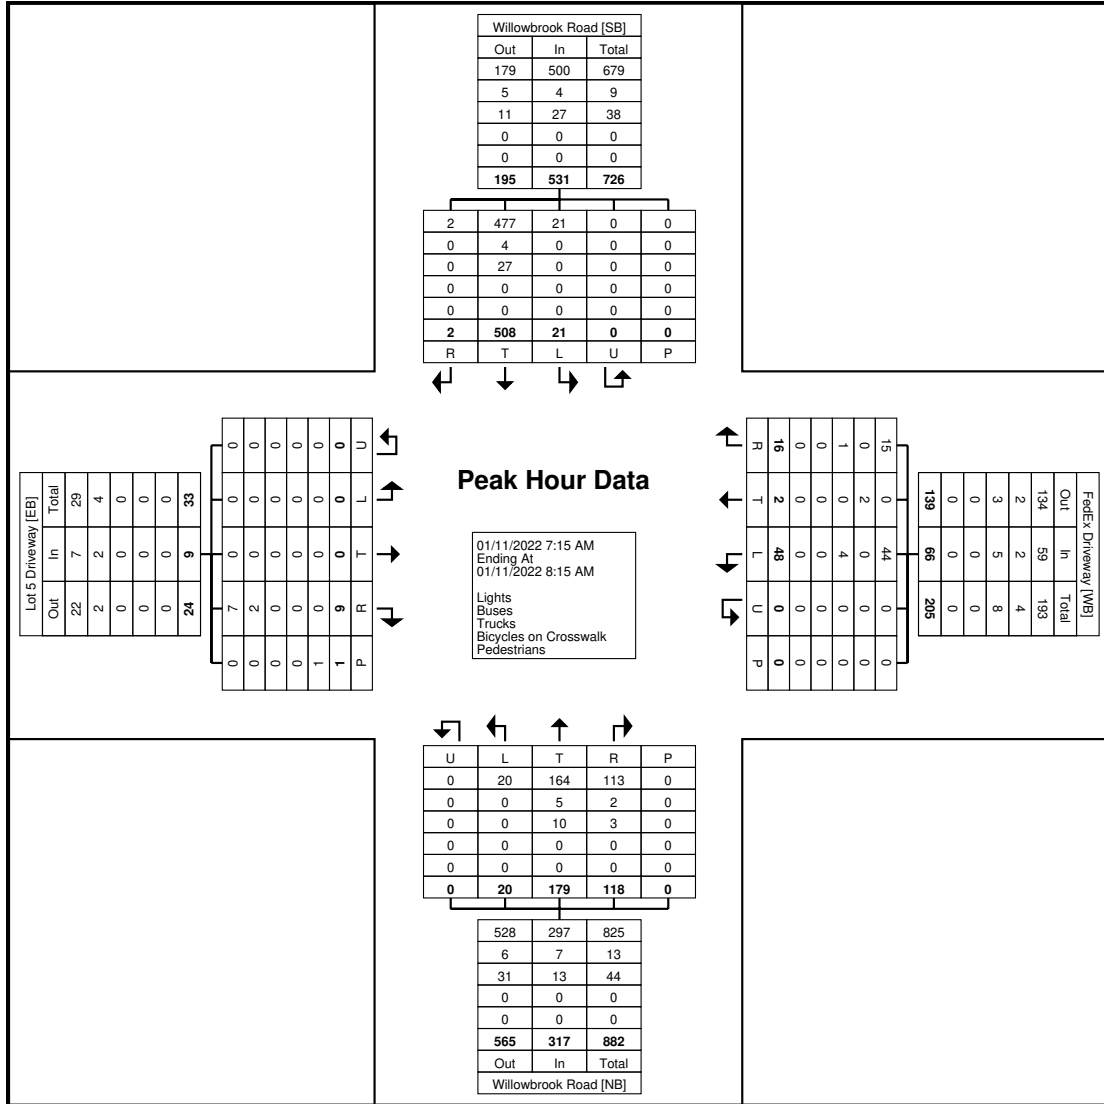 Willowbrook Road [SB]
Out In Total
179 500 679
5 4 9
11 27 38
0 0 0
0 0 0
195 531 726
2 477 21 0 0
0 4 0 0 0
0 27 0 0 0
0 0 0 0 0
0 0 0 0 0
2 508 21 0 0
R T L U P
Lot 5 Driveway [EB]
Out In Total
22 7 29
2 2 4
0 0 0
0 0 0
0 0 0
24 9 33
0 0 0 7 0
0 0 0 2 0
0 0 0 0 0
0 0 0 0 0
0 0 0 0 1
0 0 0 9 1
U L T R P
Peak Hour Data
01/11/2022 7:15 AM
Ending At
01/11/2022 8:15 AM
Lights
Buses
Trucks
Bicycles on Crosswalk
Pedestrians
FedEx Driveway [WB]
Out In Total
134 59 193
2 2 4
3 5 8
0 0 0
0 0 0
139 66 205
15 0 44 0 0
0 2 0 0 0
1 0 4 0 0
0 0 0 0 0
0 0 0 0 0
16 2 48 0 0
R T L U P
U L T R P
0 20 164 113 0
0 0 5 2 0
0 0 10 3 0
0 0 0 0 0
0 0 0 0 0
0 20 179 118 0
528 297 825
6 7 13
31 13 44
0 0 0
0 0 0
565 317 882
Out In Total
Willowbrook Road [NB]